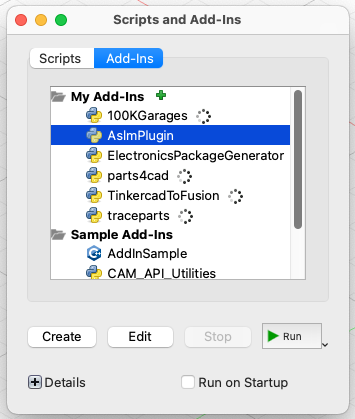 Scripts and Add-Ins
Scripts Add-Ins
My Add-Ins
100KGarages
AslmPlugin
ElectronicsPackageGenerator
parts4cad
TinkercadToFusion
traceparts
Sample Add-Ins
AddInSample
CAM_API_Utilities
Create Edit Stop Run
Details Run on Startup